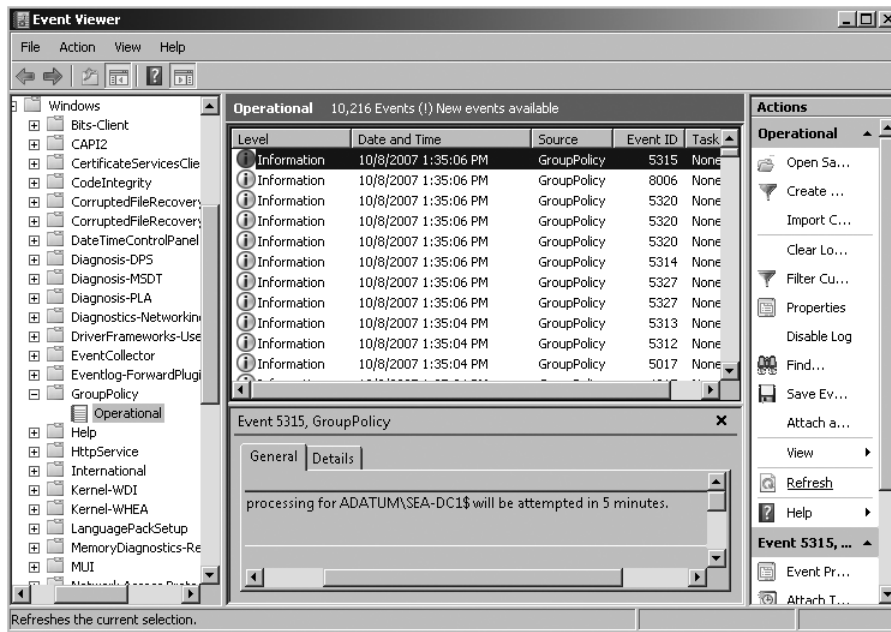 Event Viewer
File Action View Help
Windows
Bits-Client
CAPI2
CertificateServicesClie
CodeIntegrity
CorruptedFileRecovery
CorruptedFileRecovery
DateTimeControlPanel
Diagnosis-DPS
Diagnosis-MSDT
Diagnosis-PLA
Diagnostics-Networkin
DriverFrameworks-Use
EventCollector
Eventlog-ForwardPlugi
GroupPolicy
Operational
Help
HttpService
International
Kernel-WDI
Kernel-WHEA
LanguagePackSetup
MemoryDiagnostics-Re
MUI
Operational 10,216 Events (!) New events available
Level Date and Time Source Event ID Task
Information 10/8/2007 1:35:06 PM GroupPolicy 5315 None
Information 10/8/2007 1:35:06 PM GroupPolicy 8006 None
Information 10/8/2007 1:35:06 PM GroupPolicy 5320 None
Information 10/8/2007 1:35:06 PM GroupPolicy 5320 None
Information 10/8/2007 1:35:06 PM GroupPolicy 5320 None
Information 10/8/2007 1:35:06 PM GroupPolicy 5314 None
Information 10/8/2007 1:35:06 PM GroupPolicy 5327 None
Information 10/8/2007 1:35:06 PM GroupPolicy 5327 None
Information 10/8/2007 1:35:04 PM GroupPolicy 5313 None
Information 10/8/2007 1:35:04 PM GroupPolicy 5312 None
Information 10/8/2007 1:35:04 PM GroupPolicy 5017 None
Event 5315, GroupPolicy
General Details
processing for ADATUM\SEA-DC1$ will be attempted in 5 minutes.
Actions
Operational
Open Sa...
Create ...
Import C...
Clear Lo...
Filter Cu...
Properties
Disable Log
Find...
Save Ev...
Attach a...
View
Refresh
Help
Event 5315, ...
Event Pr...
Attach T...
Refreshes the current selection.